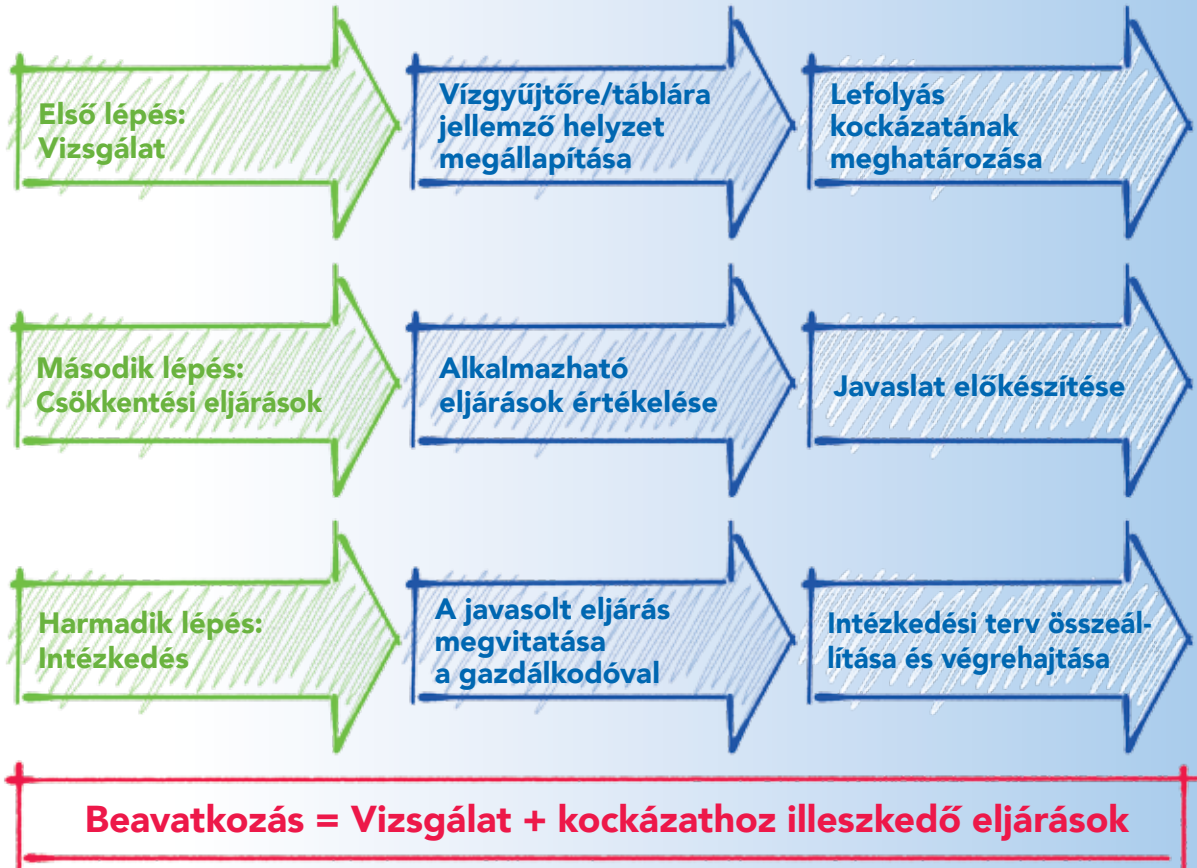 Első lépés:
Vizsgálat
Vízgyűjtőre/táblára
jellemző helyzet
megállapítása
Lefolyás
kockázatának
meghatározása
Második lépés:
Csökkentési eljárások
Alkalmazható
eljárások értékelése
Javaslat előkészítése
Harmadik lépés:
Intézkedés
A javasolt eljárás
megvitatása
a gazdálkodóval
Intézkedési terv összeál-
lítása és végrehajtása
Beavatkozás = Vizsgálat + kockázathoz illeszkedő eljárások